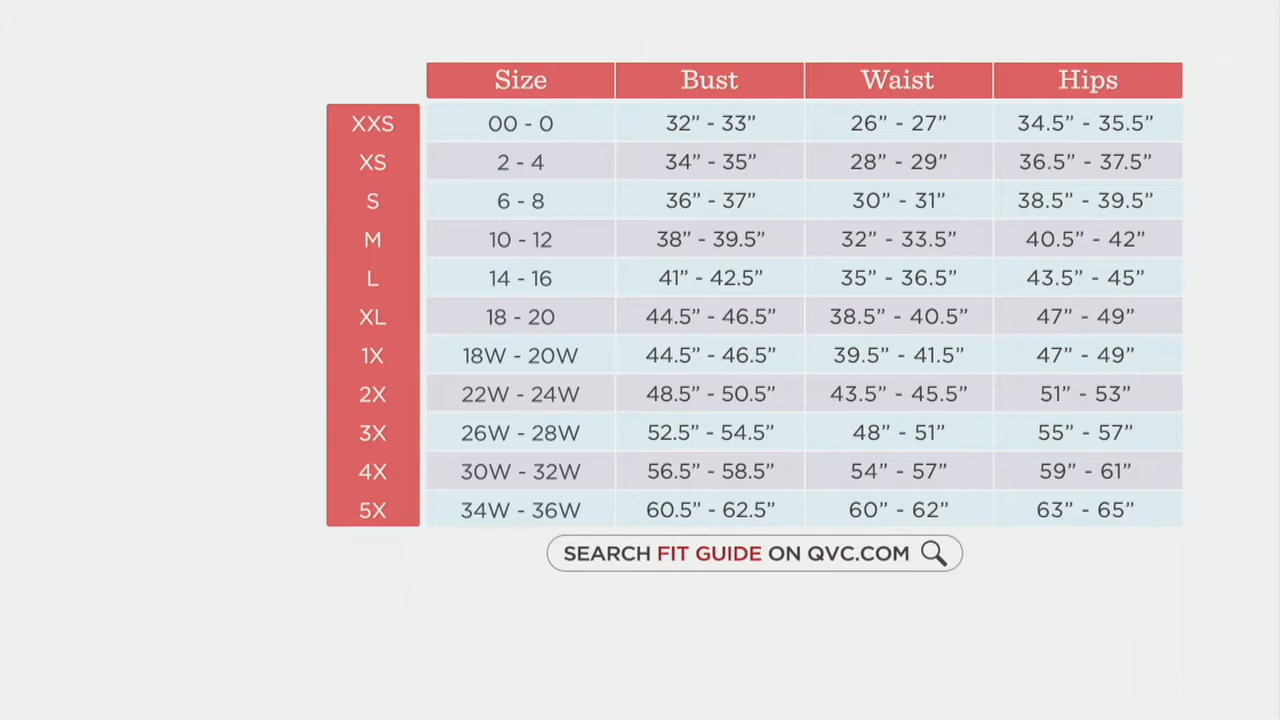 Size Bust Waist Hips
XXS 00 - 0 32” - 33” 26” - 27” 34.5” - 35.5”
XS 2 - 4 34” - 35” 28” - 29” 36.5” - 37.5”
S 6 - 8 36” - 37” 30” - 31” 38.5” - 39.5”
M 10 - 12 38” - 39.5” 32” - 33.5” 40.5” - 42”
L 14 - 16 41” - 42.5” 35” - 36.5” 43.5” - 45”
XL 18 - 20 44.5” - 46.5” 38.5” - 40.5” 47” - 49”
1X 18W - 20W 44.5” - 46.5” 39.5” - 41.5” 47” - 49”
2X 22W - 24W 48.5” - 50.5” 43.5” - 45.5” 51” - 53”
3X 26W - 28W 52.5” - 54.5” 48” - 51” 55” - 57”
4X 30W - 32W 56.5” - 58.5” 54” - 57” 59” - 61”
5X 34W - 36W 60.5” - 62.5” 60” - 62” 63” - 65”
SEARCH FIT GUIDE ON QVC.COM